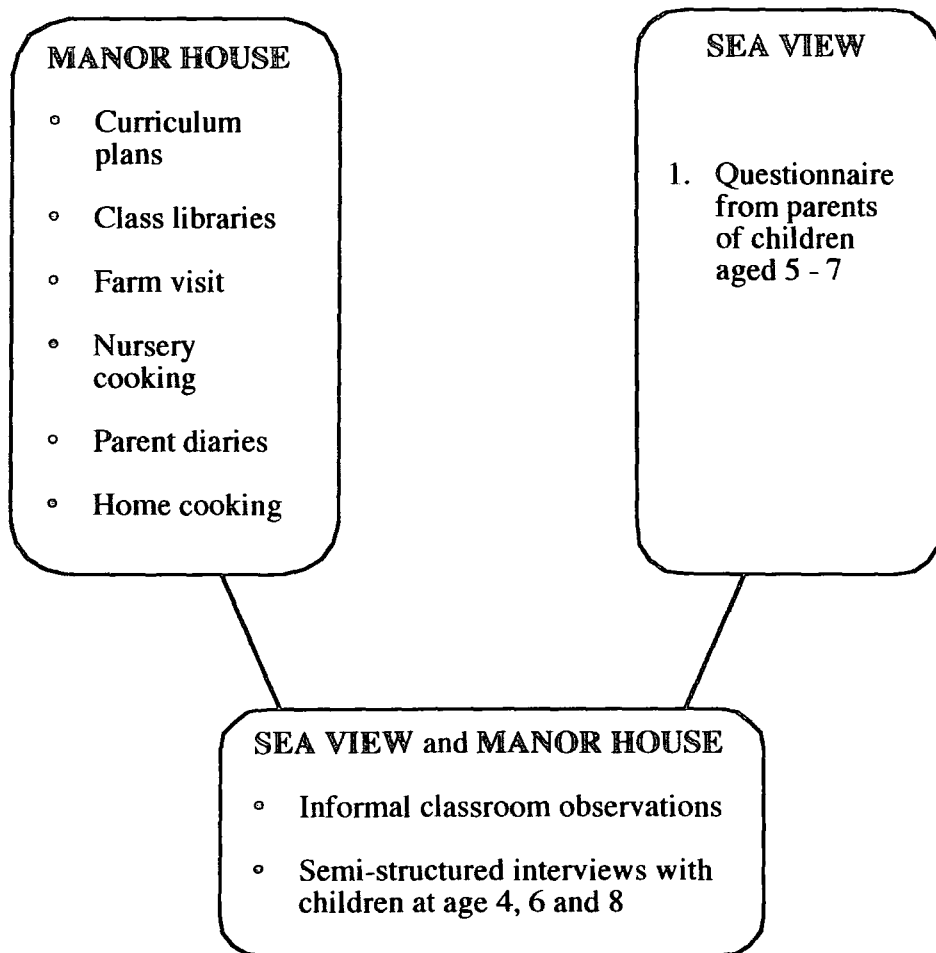 MANOR HOUSE
° Curriculum
plans
° Class libraries
° Farm visit
° Nursery
cooking
° Parent diaries
° Home cooking
SEA VIEW
1. Questionnaire
from parents
of children
aged 5 - 7
SEA VIEW and MANOR HOUSE
° Informal classroom observations
° Semi-structured interviews with
children at age 4, 6 and 8